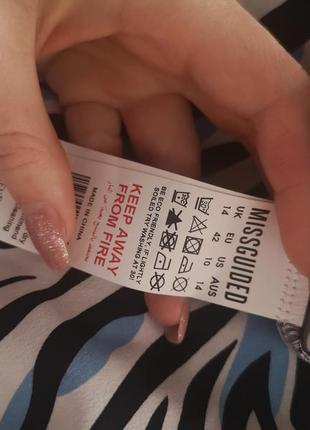 MISSGUIDED
UK EU US AUS
14 42 10 14
BE ECO FRIENDLY, IF LIGHTLY
SOILED TRY WASHING AT 30°
KEEP AWAY
FROM FIRE
MADE IN CHINA